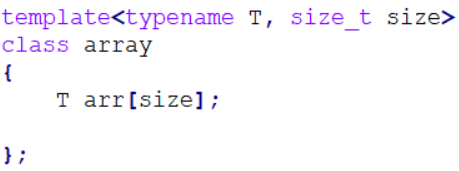 template<typename T, size_t size>
class array
{
    T arr[size];
};